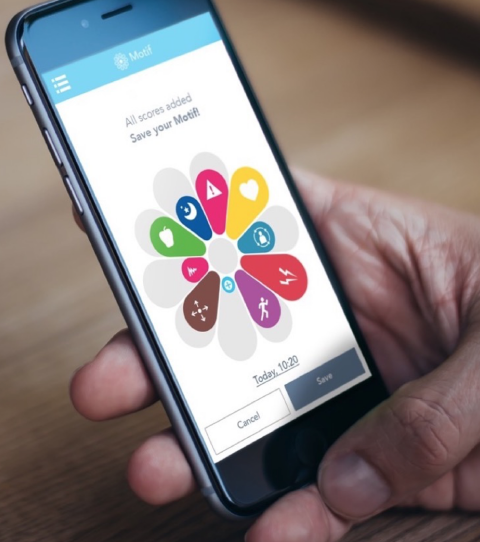 Motif
All scores added
Save your Motif!
Today, 10:20
Cancel
Save